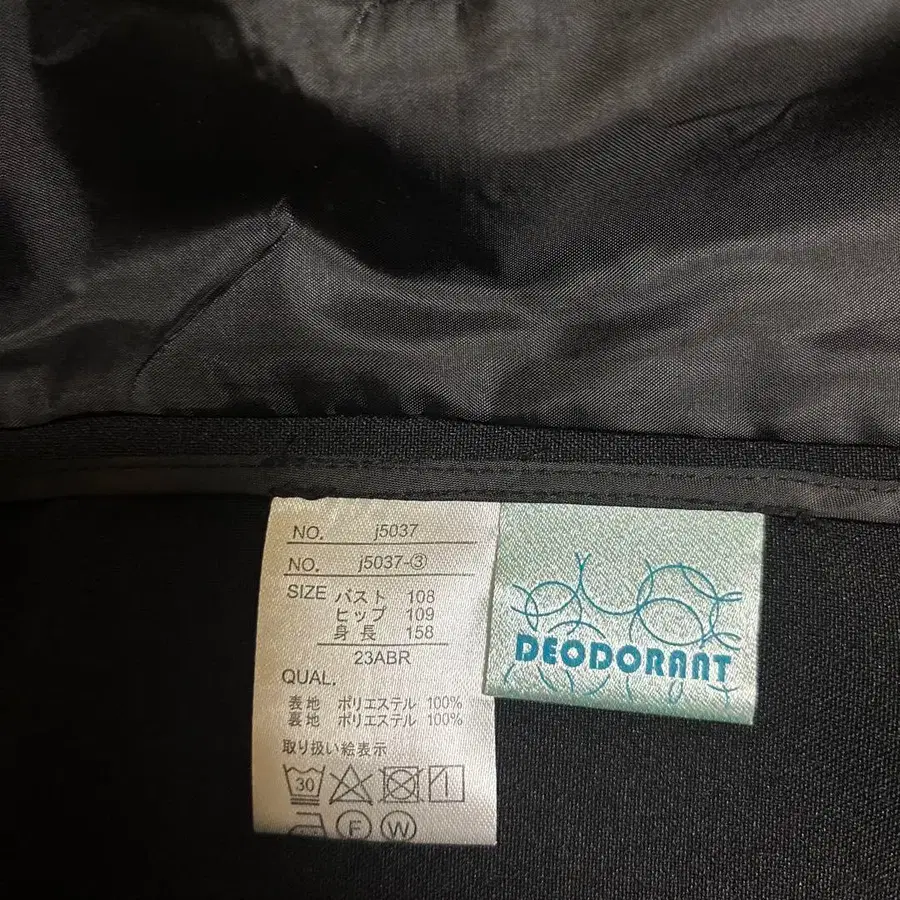 NO. j5037
NO. j5037-③
SIZE バスト 108
ヒップ 109
身長 158
23ABR
QUAL.
表地 ポリエステル 100%
裏地 ポリエステル 100%
取り扱い絵表示
30
F W
DEODORANT